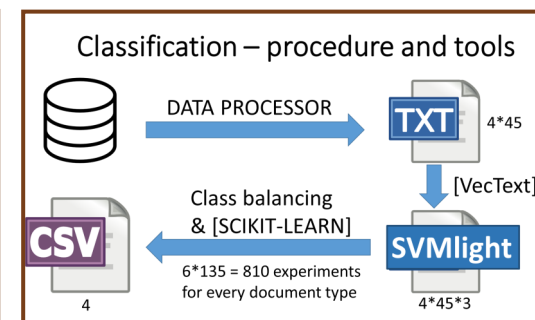 Classification – procedure and tools
DATA PROCESSOR
TXT
4*45
[VecText]
Class balancing
& [SCIKIT-LEARN]
CSV
SVMlight
6*135 = 810 experiments
for every document type
4
4*45*3